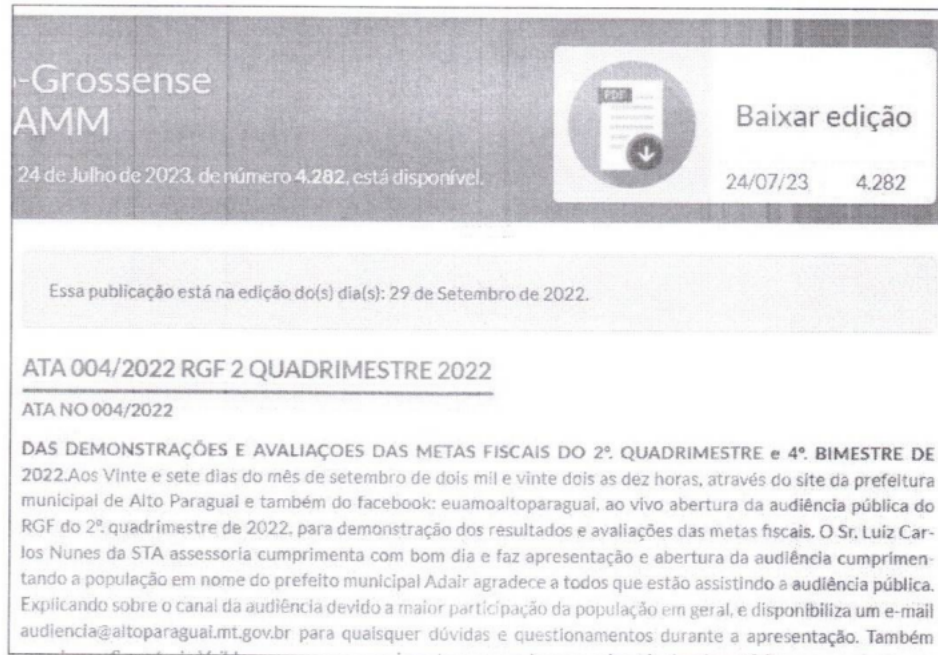 -Grossense
AMM
24 de Julho de 2023, de número 4.282, está disponível.
PDF
Baixar edição
24/07/23 4.282
Essa publicação está na edição do(s) dia(s): 29 de Setembro de 2022.
ATA 004/2022 RGF 2 QUADRIMESTRE 2022
ATA NO 004/2022
DAS DEMONSTRAÇÕES E AVALIAÇOES DAS METAS FISCAIS DO 2º. QUADRIMESTRE e 4º. BIMESTRE DE
2022.Aos Vinte e sete dias do mês de setembro de dois mil e vinte dois as dez horas, através do site da prefeitura
municipal de Alto Paraguai e também do facebook: euamoaltoparaguai, ao vivo abertura da audiência pública do
RGF do 2º. quadrimestre de 2022, para demonstração dos resultados e avaliações das metas fiscais. O Sr. Luiz Car-
los Nunes da STA assessoria cumprimenta com bom dia e faz apresentação e abertura da audiência cumprimen-
tando a população em nome do prefeito municipal Adair agradece a todos que estão assistindo a audiência pública.
Explicando sobre o canal da audiência devido a maior participação da população em geral, e disponibiliza um e-mail
audiencia@altoparaguai.mt.gov.br para quaisquer dúvidas e questionamentos durante a apresentação. Também